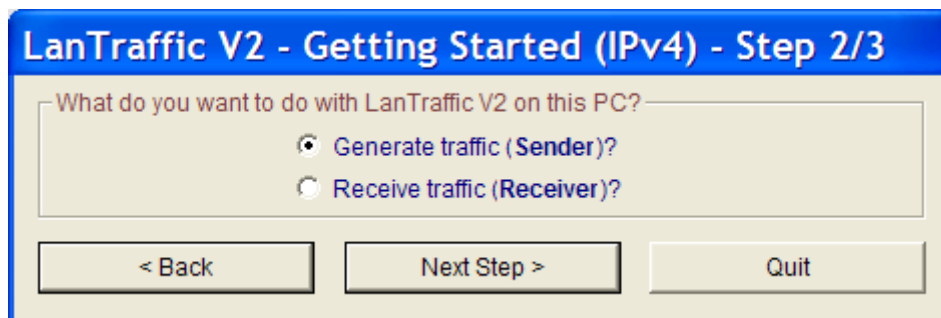 LanTraffic V2 - Getting Started (IPv4) - Step 2/3
What do you want to do with LanTraffic V2 on this PC?
Generate traffic (Sender)?
Receive traffic (Receiver)?
< Back
Next Step >
Quit